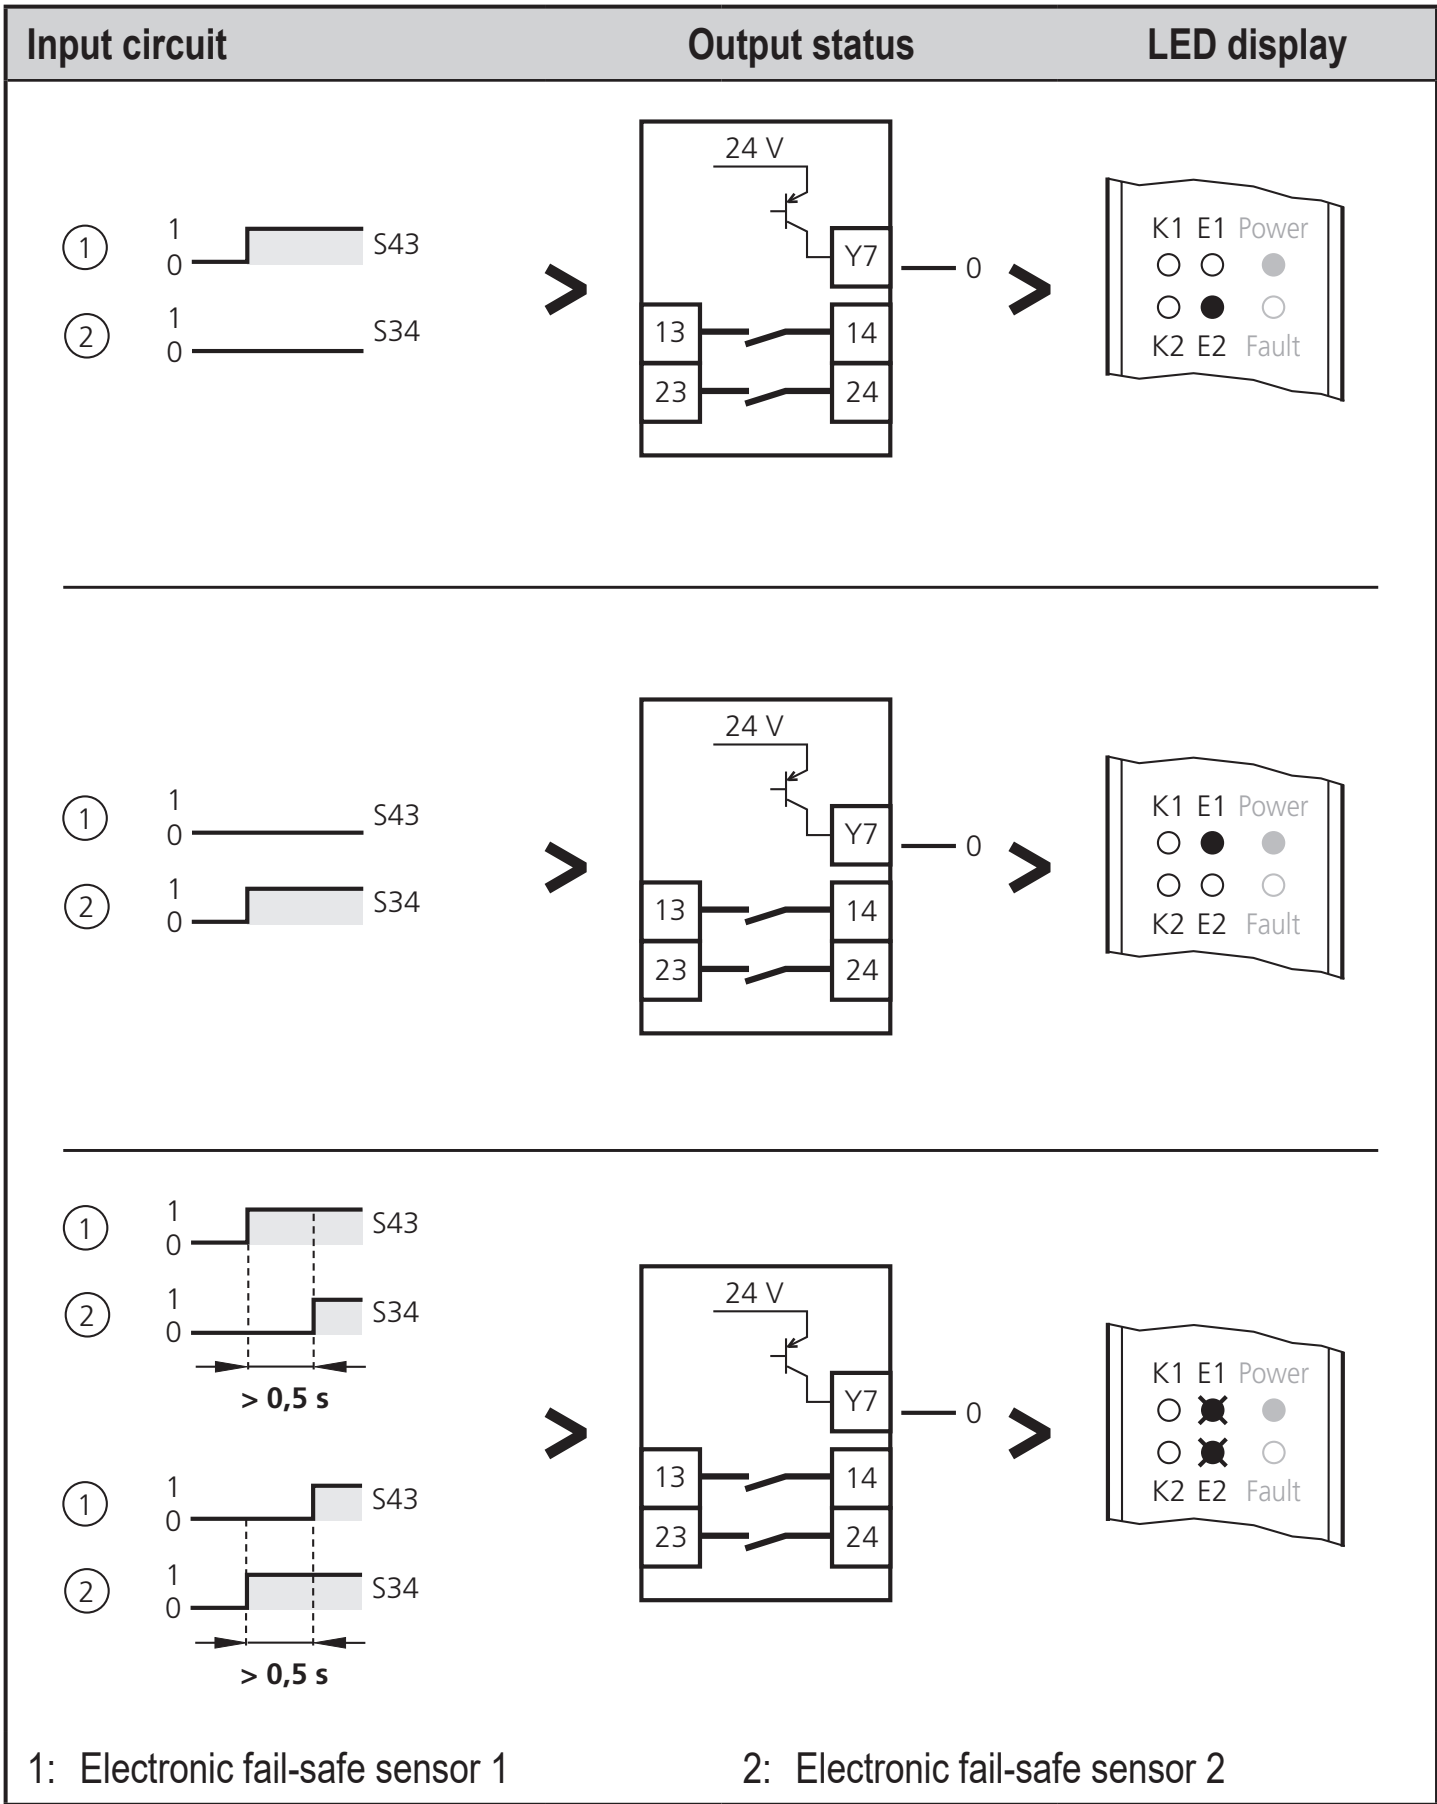 Input circuit Output status LED display
24 V
1 1 0 S43
Y7 0
K1 E1 Power
2 1 0 S34
13 14
K2 E2 Fault
23 24
24 V
1 1 0 S43
Y7 0
K1 E1 Power
2 1 0 S34
13 14
K2 E2 Fault
23 24
1 1 0 S43
2 1 0 S34
> 0,5 s
24 V
Y7 0
K1 E1 Power
1 1 0 S43
13 14
K2 E2 Fault
23 24
2 1 0 S34
> 0,5 s
1: Electronic fail-safe sensor 1 2: Electronic fail-safe sensor 2